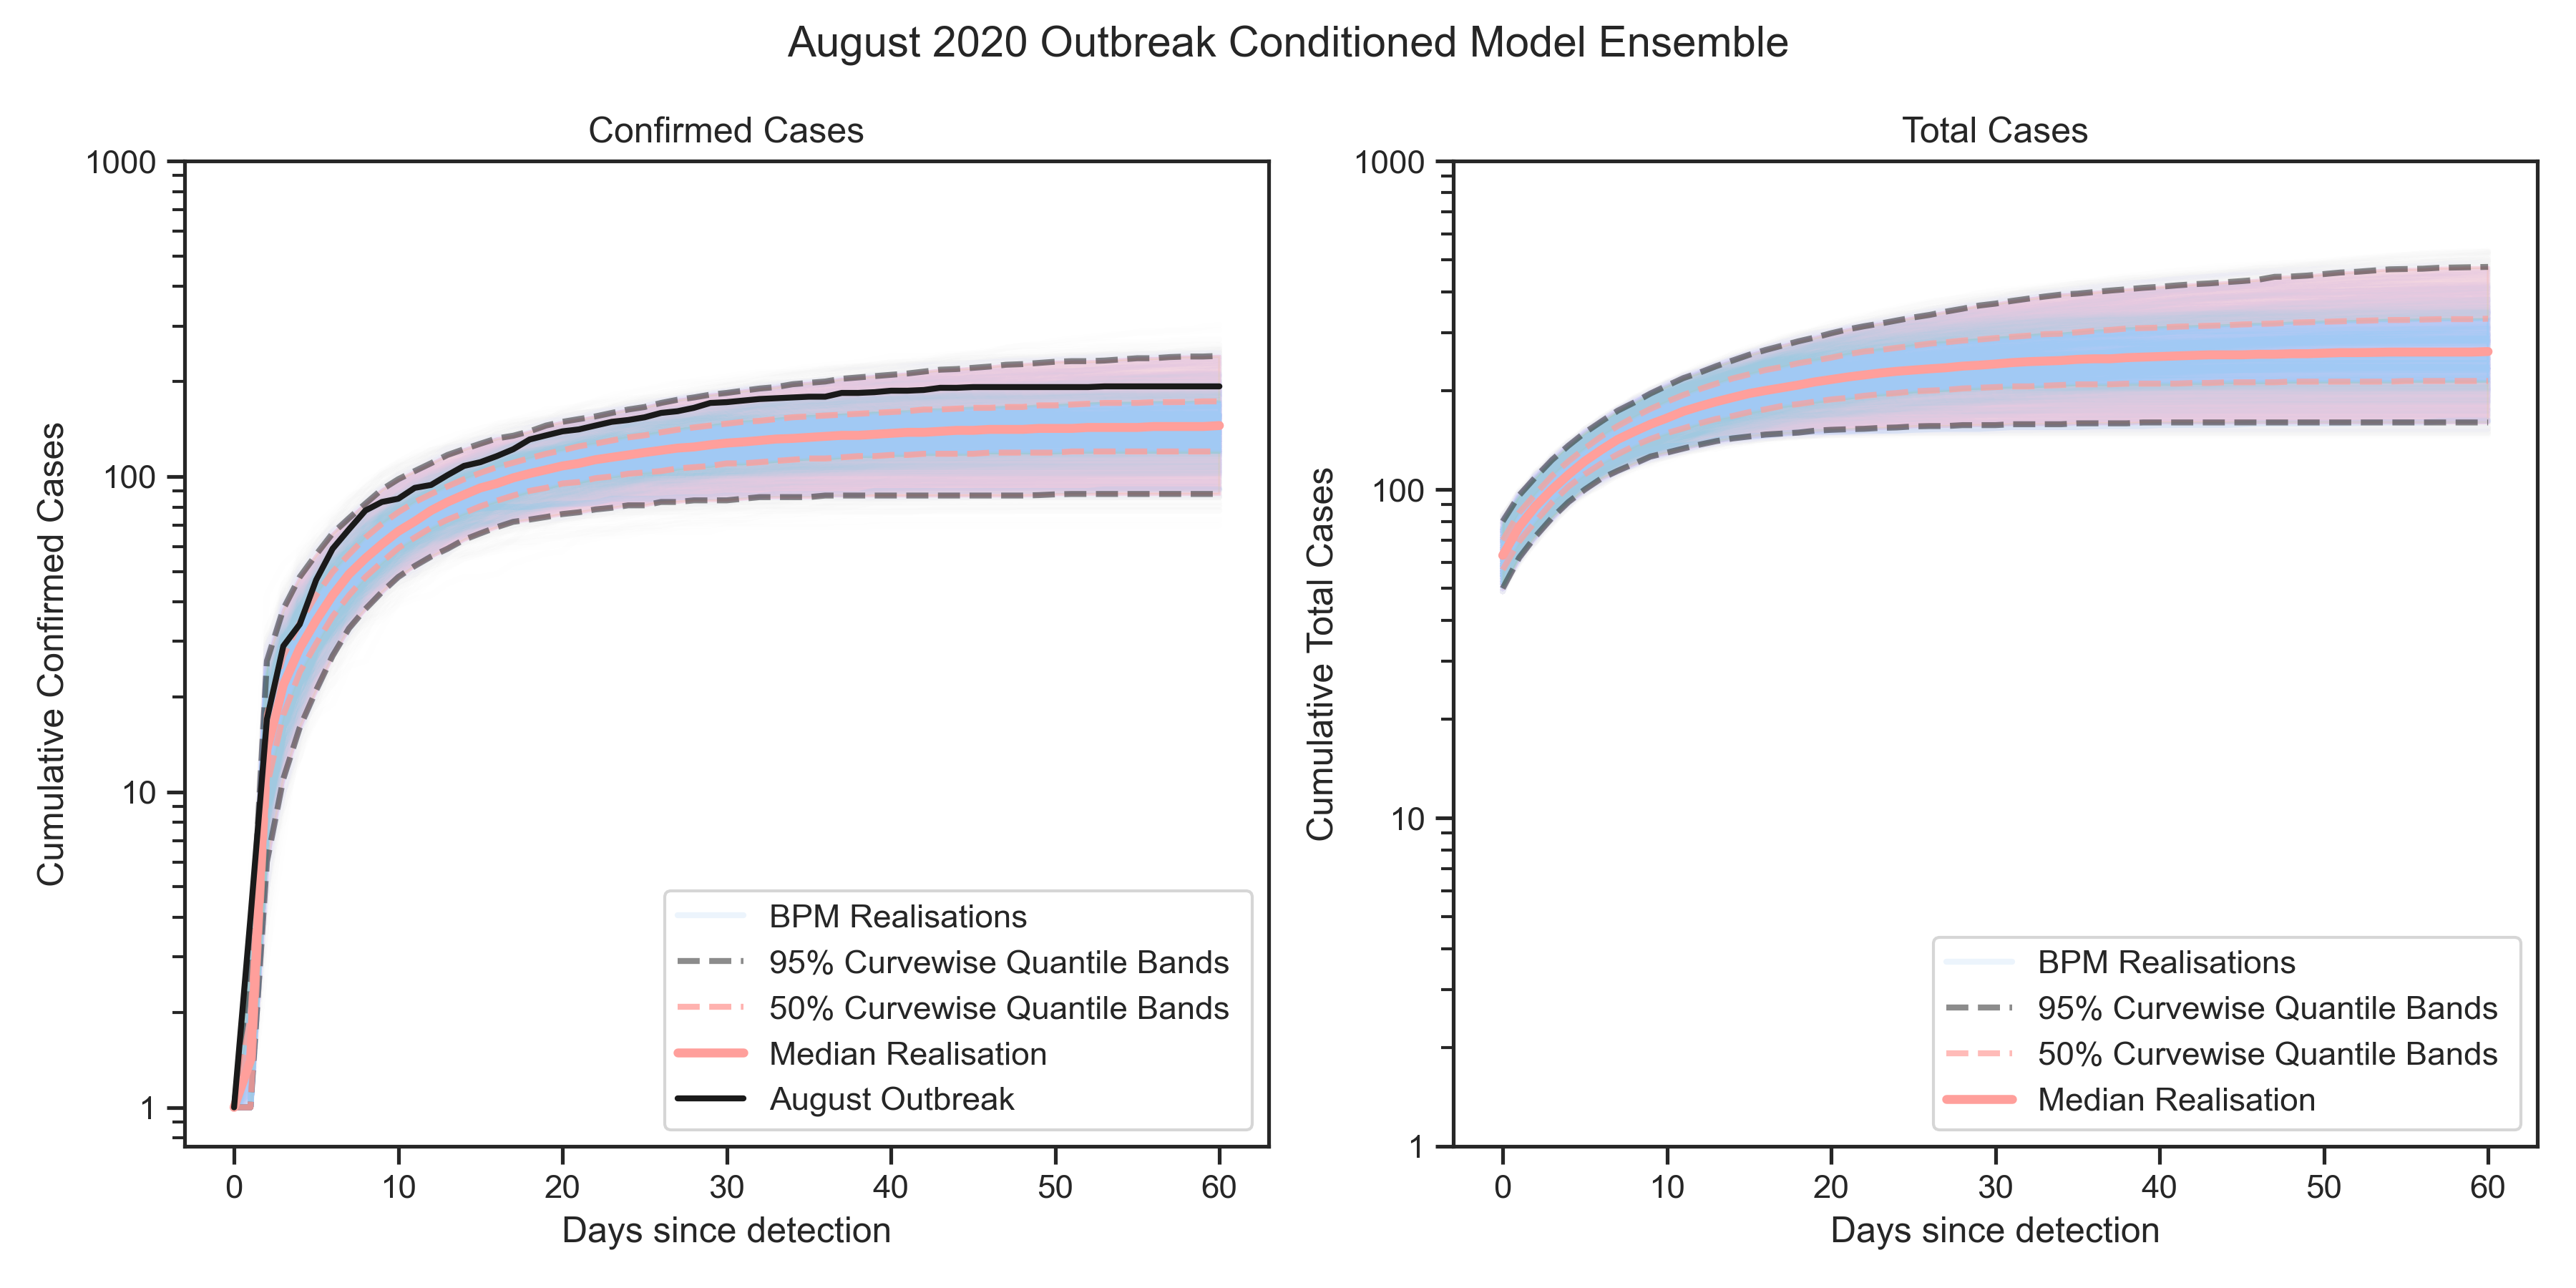 August 2020 Outbreak Conditioned Model Ensemble
Confirmed Cases
1000
100
10
1
Cumulative Confirmed Cases
0 10 20 30 40 50 60
Days since detection
BPM Realisations
95% Curvewise Quantile Bands
50% Curvewise Quantile Bands
Median Realisation
August Outbreak
Total Cases
1000
100
10
1
Cumulative Total Cases
0 10 20 30 40 50 60
Days since detection
BPM Realisations
95% Curvewise Quantile Bands
50% Curvewise Quantile Bands
Median Realisation